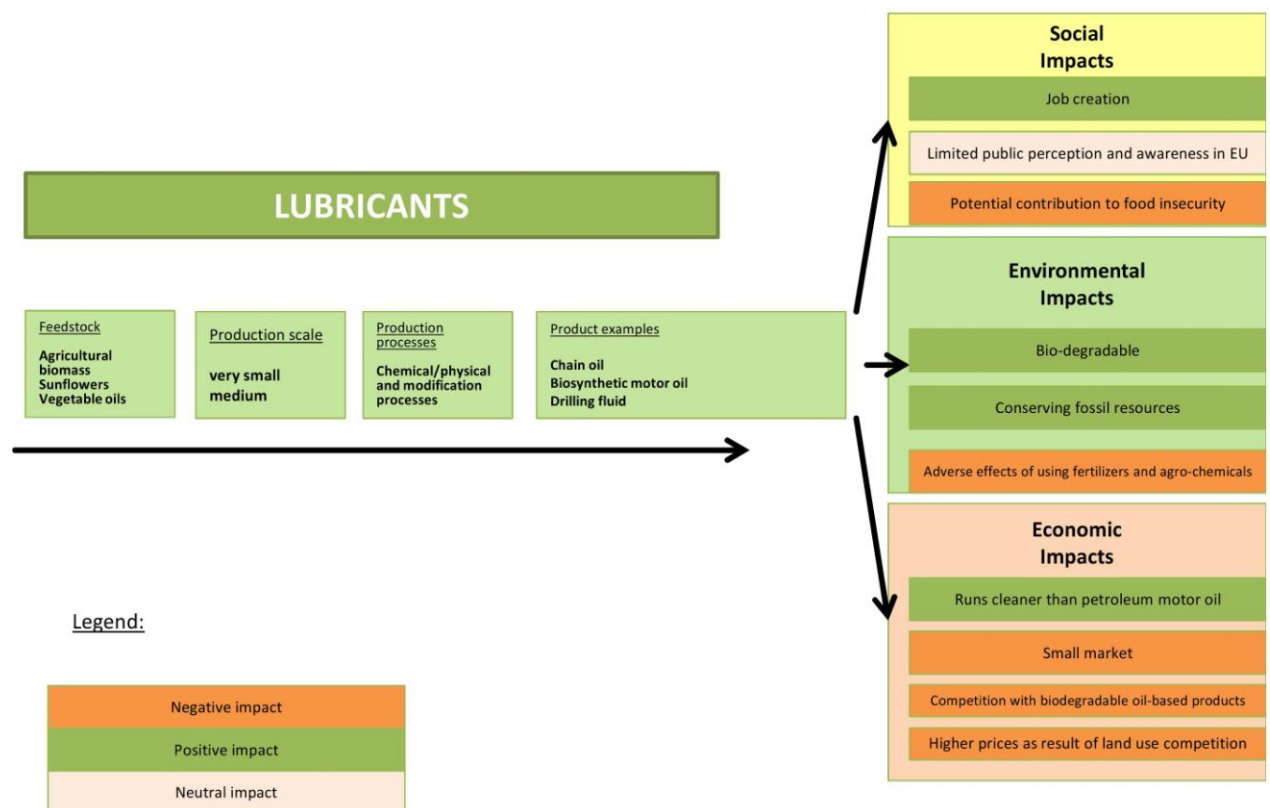 LUBRICANTS
Feedstock
Agricultural
biomass
Sunflowers
Vegetable oils
Production scale
very small
medium
Production
processes
Chemical/physical
and modification
processes
Product examples
Chain oil
Biosynthetic motor oil
Drilling fluid
Social
Impacts
Job creation
Limited public perception and awareness in EU
Potential contribution to food insecurity
Environmental
Impacts
Bio-degradable
Conserving fossil resources
Adverse effects of using fertilizers and agro-chemicals
Economic
Impacts
Runs cleaner than petroleum motor oil
Small market
Competition with biodegradable oil-based products
Higher prices as result of land use competition
Legend:
Negative impact
Positive impact
Neutral impact